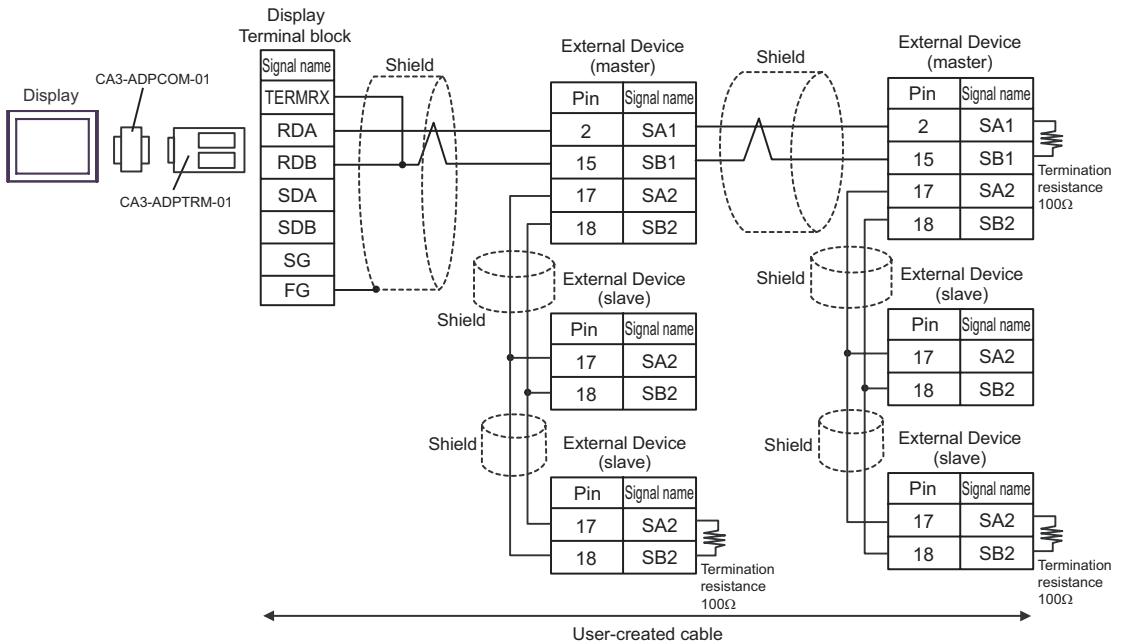 Display
CA3-ADPCOM-01
CA3-ADPTRM-01
Display
Terminal block
Signal name
TERMRX
RDA
RDB
SDA
SDB
SG
FG
Shield
External Device
(master)
Pin Signal name
2 SA1
15 SB1
17 SA2
18 SB2
Shield
External Device
(master)
Pin Signal name
2 SA1
15 SB1
17 SA2
18 SB2
Termination
resistance
100Ω
Shield
External Device
(slave)
Pin Signal name
17 SA2
18 SB2
Shield
External Device
(slave)
Pin Signal name
17 SA2
18 SB2
Shield
External Device
(slave)
Pin Signal name
17 SA2
18 SB2
Termination
resistance
100Ω
Shield
External Device
(slave)
Pin Signal name
17 SA2
18 SB2
Termination
resistance
100Ω
User-created cable